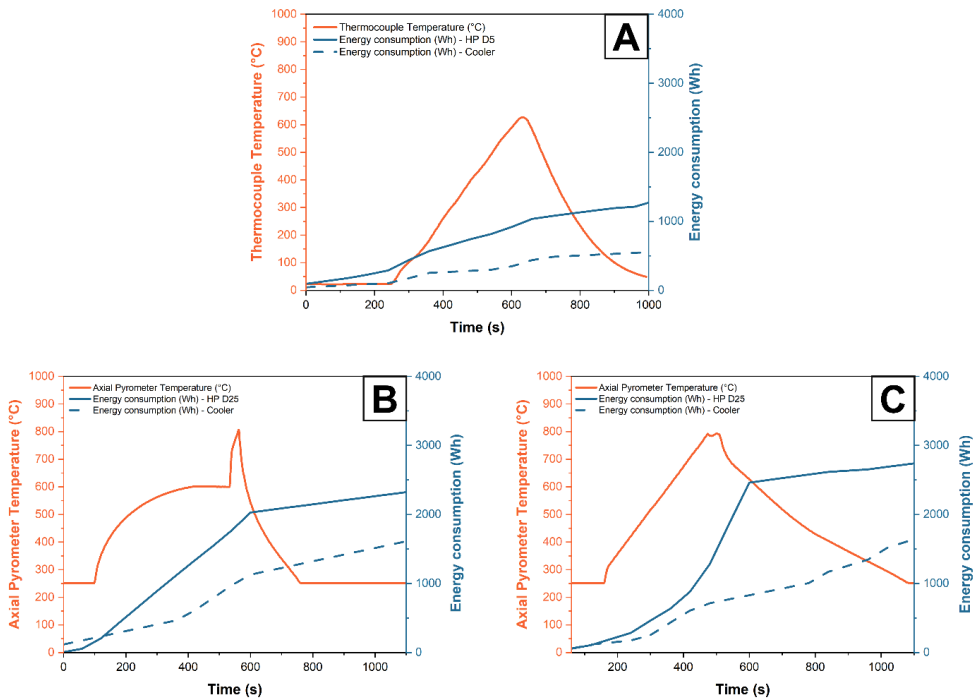 A
Thermocouple Temperature (°C)
Energy consumption (Wh) - HP D5
Energy consumption (Wh) - Cooler
Thermocouple Temperature (°C)
1000
900
800
700
600
500
400
300
200
100
0
Energy consumption (Wh)
4000
3000
2000
1000
0
0 200 400 600 800 1000
Time (s)
B
Axial Pyrometer Temperature (°C)
Energy consumption (Wh) - HP D25
Energy consumption (Wh) - Cooler
Axial Pyrometer Temperature (°C)
1000
900
800
700
600
500
400
300
200
100
0
Energy consumption (Wh)
4000
3000
2000
1000
0
0 200 400 600 800 1000
Time (s)
C
Axial Pyrometer Temperature (°C)
Energy consumption (Wh) - HP D25
Energy consumption (Wh) - Cooler
Axial Pyrometer Temperature (°C)
1000
900
800
700
600
500
400
300
200
100
0
Energy consumption (Wh)
4000
3000
2000
1000
0
200 400 600 800 1000
Time (s)